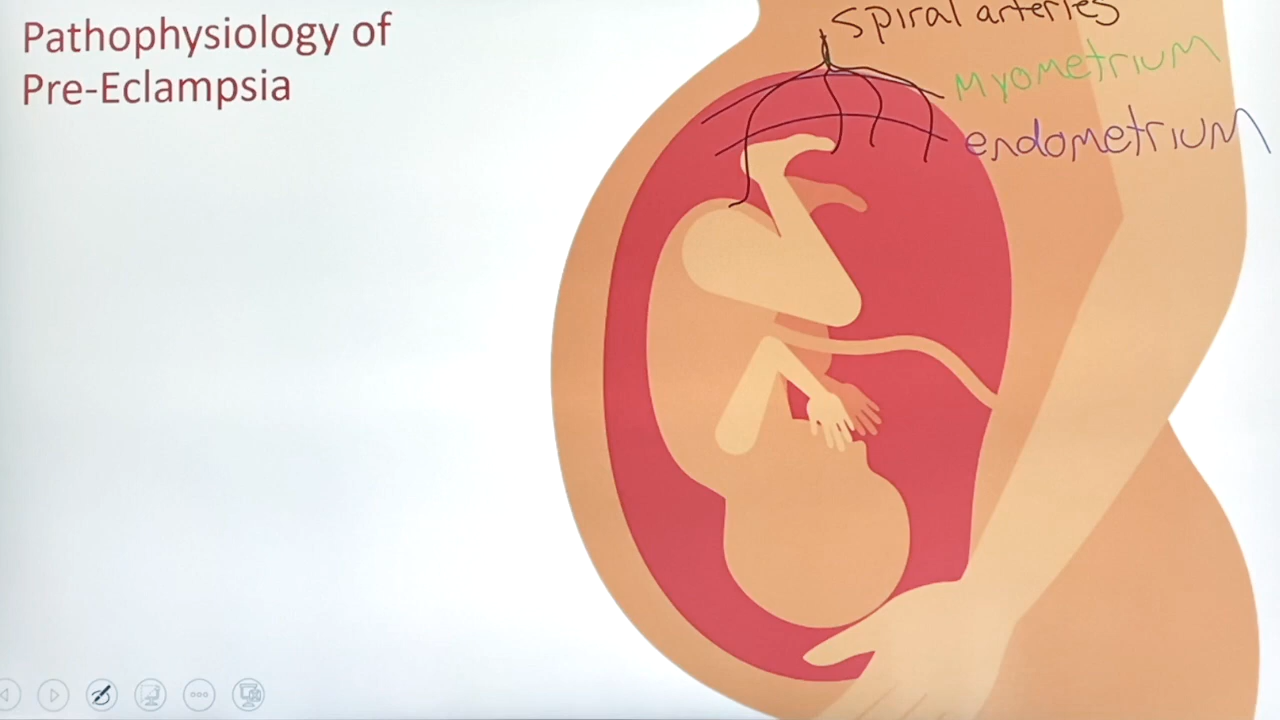 Pathophysiology of
Pre-Eclampsia
spiral arteries
myometrium
endometrium